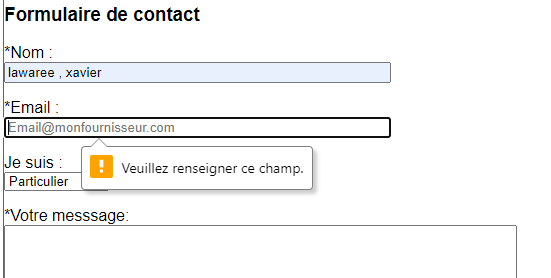 Formulaire de contact
*Nom :
lawaree , xavier
*Email :
Email@monfournisseur.com
Je suis :
Veuillez renseigner ce champ.
Particulier
*Votre messsage: